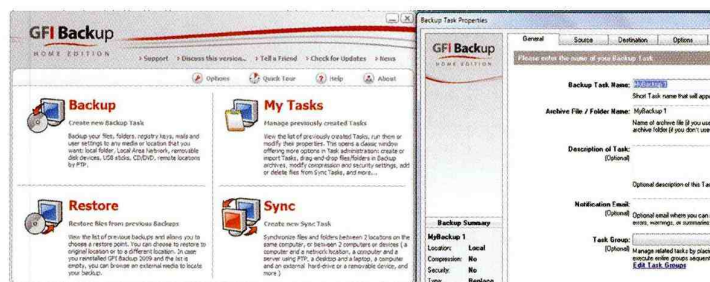 GFI Backup
HOME EDITION
Support
Discuss this version...
Tell a Friend
Check for Updates
News
Options
Quick Tour
Help
About
Backup
Create new Backup Task
Backup your files, folders, registry keys, mails and
user settings to any media or location that you
want: local folder, Local Area Network, removable
disk devices, USB sticks, CD/DVD, remote locations
by FTP.
My Tasks
Manage previously created Tasks
View the list of previously created Tasks, run them or
modify their properties. This opens a classic window
offering more options in Task administration: create or
import Tasks, drag-and-drop files/folders in Backup
archives, modify compression and security settings, add
or delete files from Sync Tasks, and more...
Restore
Restore files from previous Backups
View the list of previous backups and allows you to
choose a restore point. You can choose to restore to
original location or to a different location. In case
you reinstalled GFI Backup 2009 and the list is
empty, you can browse an external media to locate
your backup.
Sync
Create new Sync Task
Synchronize files and folders between 2 locations on the
same computer, or between 2 computers or devices ( a
computer and a network location, a computer and a
server using FTP, a desktop and a laptop, a computer
and an external hard-drive or a removable device, and
more )
Backup Task Properties
GFI Backup
HOME EDITION
General
Source
Destination
Options
Please enter the name of your Backup Task
Backup Task Name: MyBackup 1
Short Task name that will appe
Archive File / Folder Name: MyBackup 1
Name of archive file (if you use
archive folder (if you don't use
Description of Task:
(Optional)
Optional description of this Tas
Notification Email:
(Optional)
Optional email where you can
errors, warnings, or summaries
Task Group:
(Optional)
Manage related tasks by placin
execute entire groups sequent
Edit Task Groups
Backup Summary
MyBackup 1
Location: Local
Compression: No
Security: No
Type: Replace